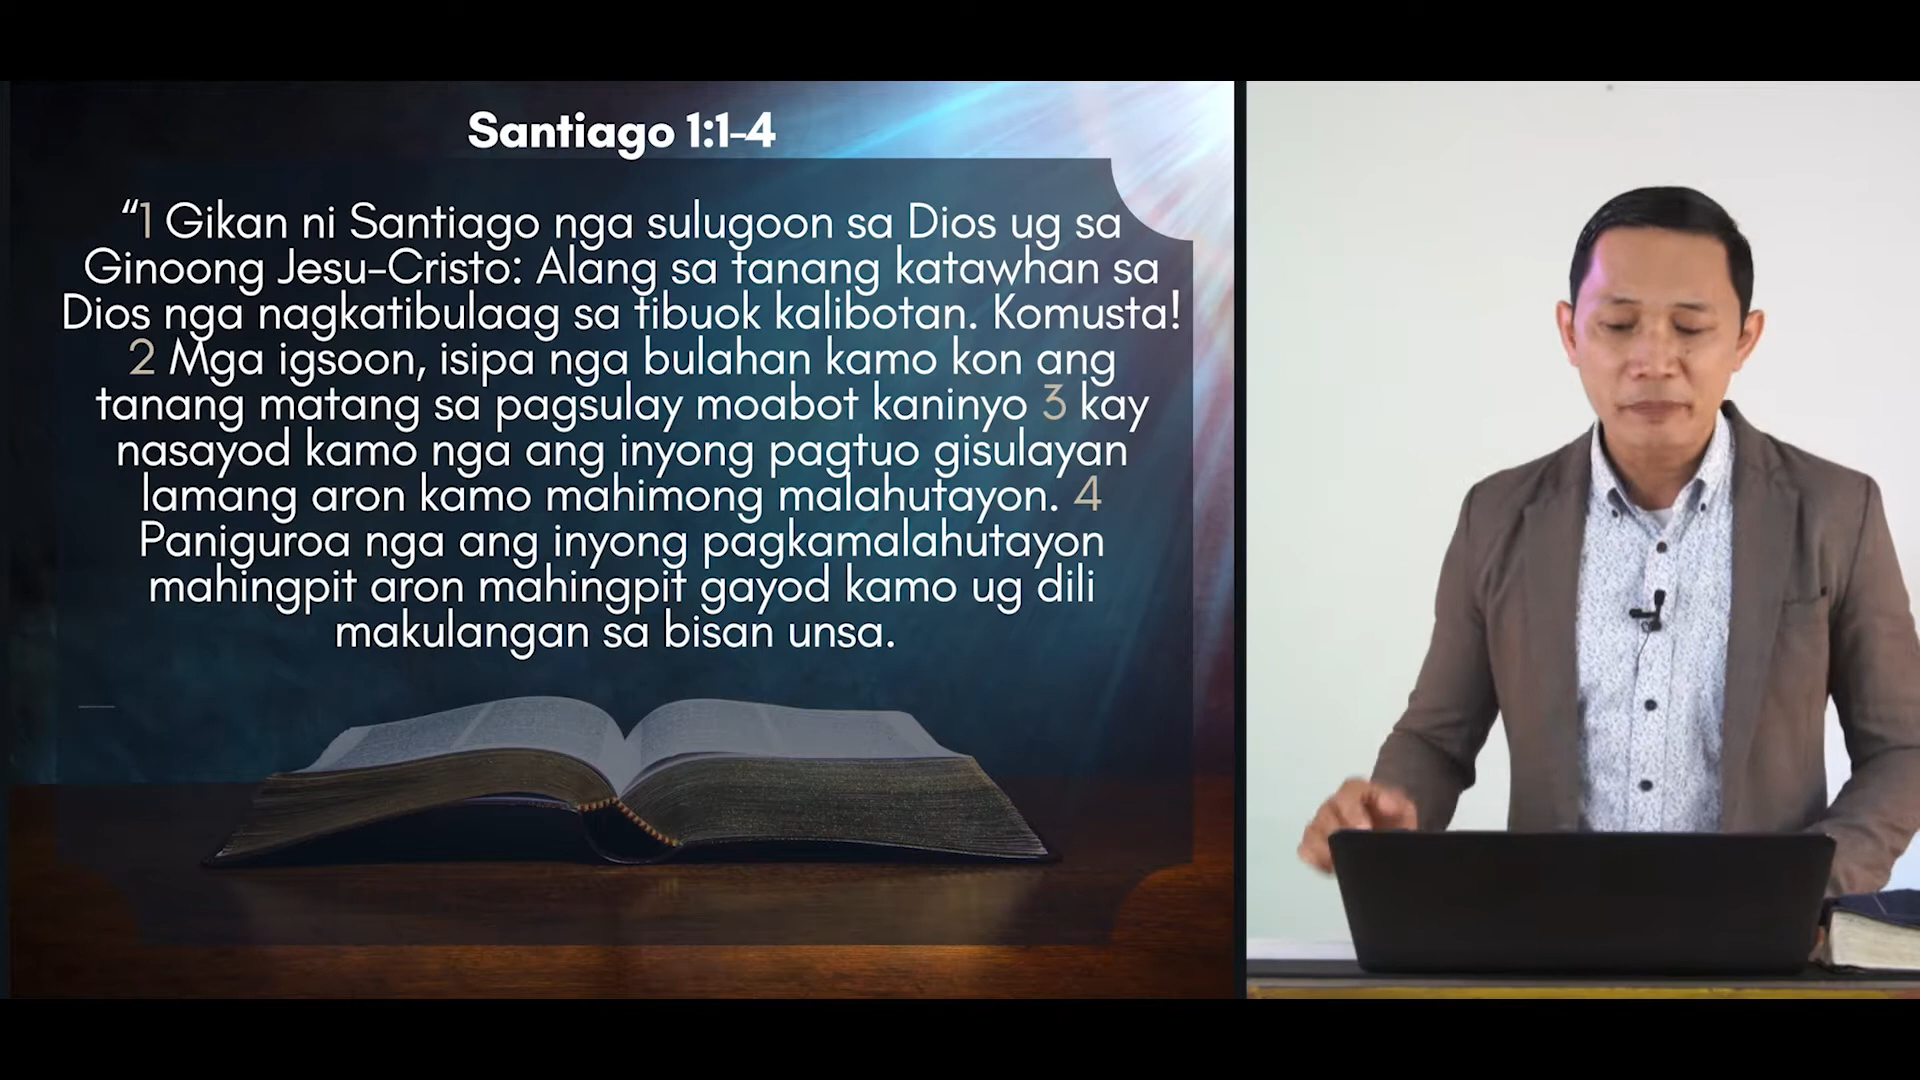 Santiago 1:1-4
“1 Gikan ni Santiago nga sulugoon sa Dios ug sa
Ginoong Jesu-Cristo: Alang sa tanang katawhan sa
Dios nga nagkatibulaag sa tibuok kalibotan. Komusta!
2 Mga igsoon, isipa nga bulahan kamo kon ang
tanang matang sa pagsulay moabot kaninyo 3 kay
nasayod kamo nga ang inyong pagtuo gisulayan
lamang aron kamo mahimong malahutayon. 4
Paniguroa nga ang inyong pagkamalahutayon
mahingpit aron mahingpit gayod kamo ug dili
makulangan sa bisan unsa.